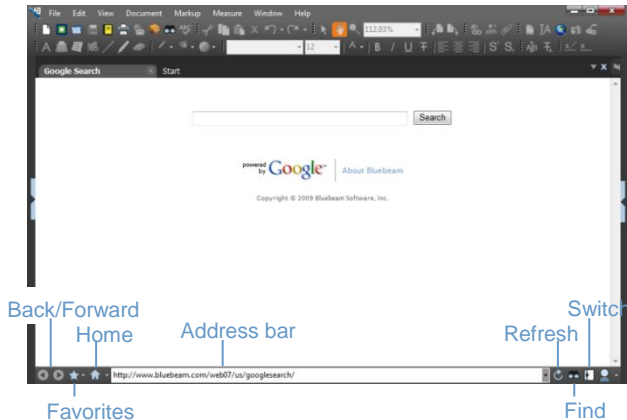 File Edit View Document Markup Measure Window Help
112.03%
12
Google Search Start
Search
powered by Google™ About Bluebeam
Copyright © 2009 Bluebeam Software, Inc.
Back/Forward
Home
Address bar
Refresh
Switch
http://www.bluebeam.com/web07/us/googlesearch/
Favorites
Find